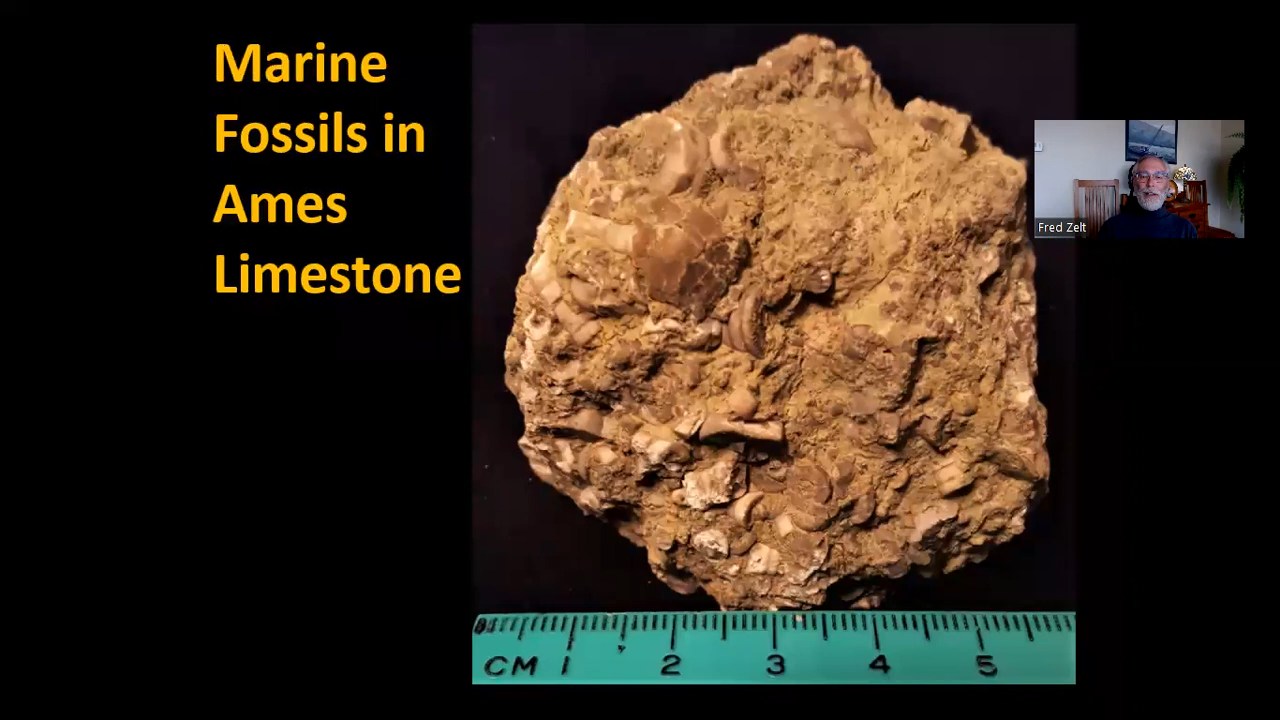 Marine
Fossils in
Ames
Limestone
Fred Zelt
CM 1 2 3 4 5